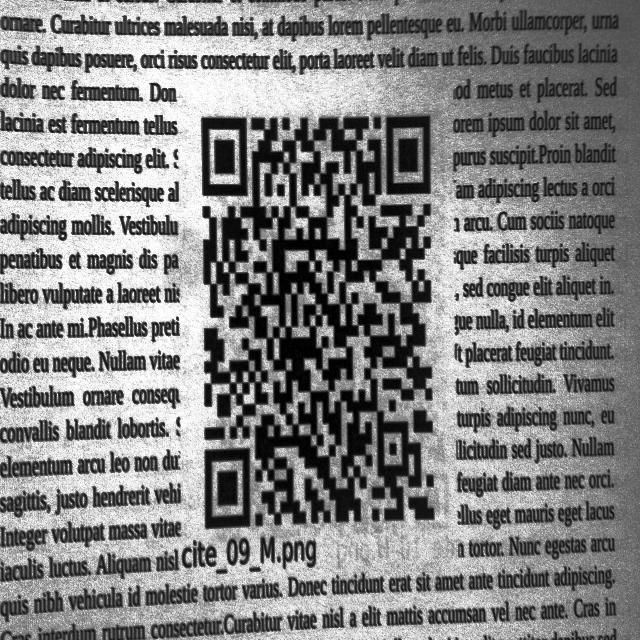 ornare. Curabitur ultrices malesuada nisi, at dapibus lorem pellentesque eu. Morbi ullamcorper, urna
quis dapibus posuere, orci risus consectetur elit, porta laoreet velit diam ut felis. Duis faucibus lacinia
dolor nec fermentum. Don
lacinia est fermentum tellus
consectetur adipiscing elit. S
tellus ac diam scelerisque al
adipiscing mollis. Vestibulu
penatibus et magnis dis pa
libero vulputate a laoreet nis
In ac ante mi.Phasellus preti
odio eu neque. Nullam vitae
Vestibulum ornare consequ
convallis blandit lobortis. S
elementum arcu leo non dui
sagittis, justo hendrerit vehi
Integer volutpat massa vitae
iaculis luctus. Aliquam nisl
od metus et placerat. Sed
orem ipsum dolor sit amet,
purus suscipit.Proin blandit
am adipiscing lectus a orci
arcu. Cum sociis natoque
que facilisis turpis aliquet
, sed congue elit aliquet in.
que nulla, id elementum elit
t placerat feugiat tincidunt.
tum sollicitudin. Vivamus
turpis adipiscing nunc, eu
llicitudin sed justo. Nullam
feugiat diam ante nec orci.
llus eget mauris eget lacus
n tortor. Nunc egestas arcu
cite_09_M.png
quis nibh vehicula id molestie tortor varius. Donec tincidunt erat sit amet ante tincidunt adipiscing.
Cras interdum rutrum consectetur.Curabitur vitae nisl a elit mattis accumsan vel nec ante. Cras in